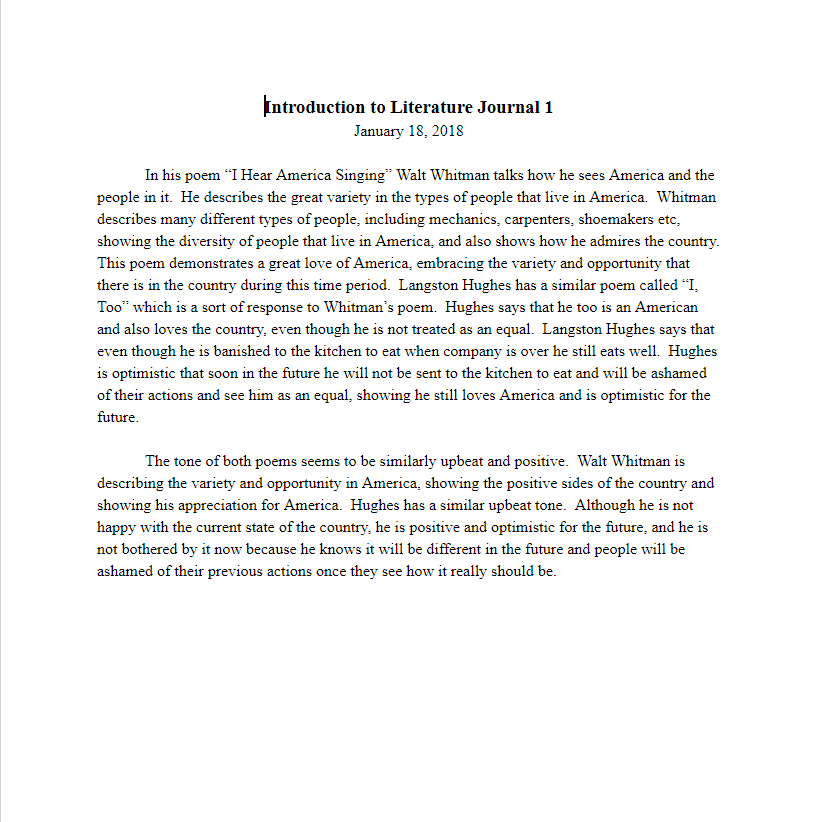 Introduction to Literature Journal 1
January 18, 2018
In his poem “I Hear America Singing” Walt Whitman talks how he sees America and the
people in it.  He describes the great variety in the types of people that live in America.  Whitman
describes many different types of people, including mechanics, carpenters, shoemakers etc,
showing the diversity of people that live in America, and also shows how he admires the country.
This poem demonstrates a great love of America, embracing the variety and opportunity that
there is in the country during this time period.  Langston Hughes has a similar poem called “I,
Too” which is a sort of response to Whitman’s poem.  Hughes says that he too is an American
and also loves the country, even though he is not treated as an equal.  Langston Hughes says that
even though he is banished to the kitchen to eat when company is over he still eats well.  Hughes
is optimistic that soon in the future he will not be sent to the kitchen to eat and will be ashamed
of their actions and see him as an equal, showing he still loves America and is optimistic for the
future.
The tone of both poems seems to be similarly upbeat and positive.  Walt Whitman is
describing the variety and opportunity in America, showing the positive sides of the country and
showing his appreciation for America.  Hughes has a similar upbeat tone.  Although he is not
happy with the current state of the country, he is positive and optimistic for the future, and he is
not bothered by it now because he knows it will be different in the future and people will be
ashamed of their previous actions once they see how it really should be.